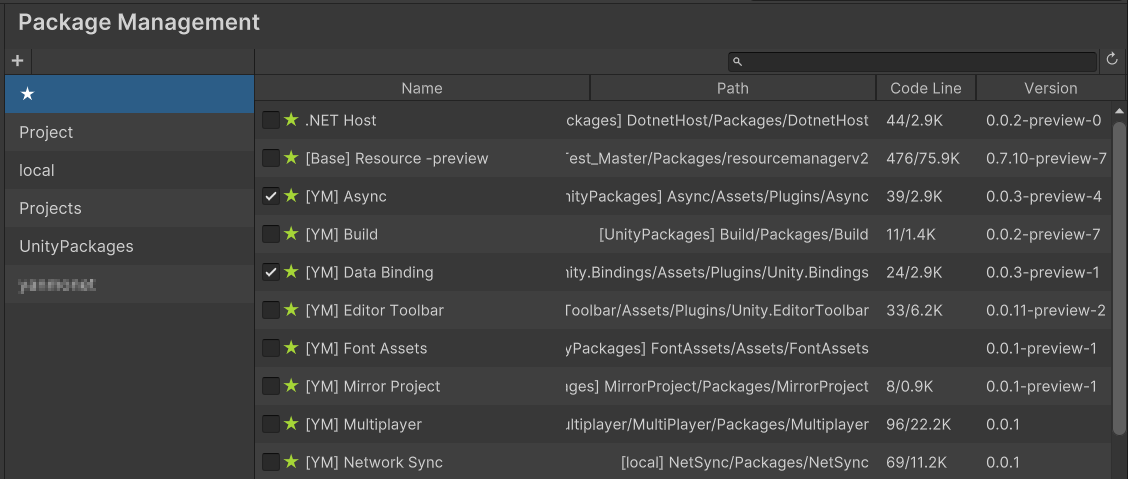 Package Management
+
★
Project
local
Projects
UnityPackages
Name Path Code Line Version
★ .NET Host ckages] DotnetHost/Packages/DotnetHost 44/2.9K 0.0.2-preview-0
★ [Base] Resource -preview est_Master/Packages/resourcemanagerv2 476/75.9K 0.7.10-preview-7
★ [YM] Async ityPackages] Async/Assets/Plugins/Async 39/2.9K 0.0.3-preview-4
★ [YM] Build [UnityPackages] Build/Packages/Build 11/1.4K 0.0.2-preview-7
★ [YM] Data Binding ity.Bindings/Assets/Plugins/Unity.Bindings 24/2.9K 0.0.3-preview-1
★ [YM] Editor Toolbar Toolbar/Assets/Plugins/Unity.EditorToolbar 33/6.2K 0.0.11-preview-2
★ [YM] Font Assets yPackages] FontAssets/Assets/FontAssets 0.0.1-preview-1
★ [YM] Mirror Project ges] MirrorProject/Packages/MirrorProject 8/0.9K 0.0.1-preview-1
★ [YM] Multiplayer ltiplayer/MultiPlayer/Packages/Multiplayer 96/22.2K 0.0.1
★ [YM] Network Sync [local] NetSync/Packages/NetSync 69/11.2K 0.0.1